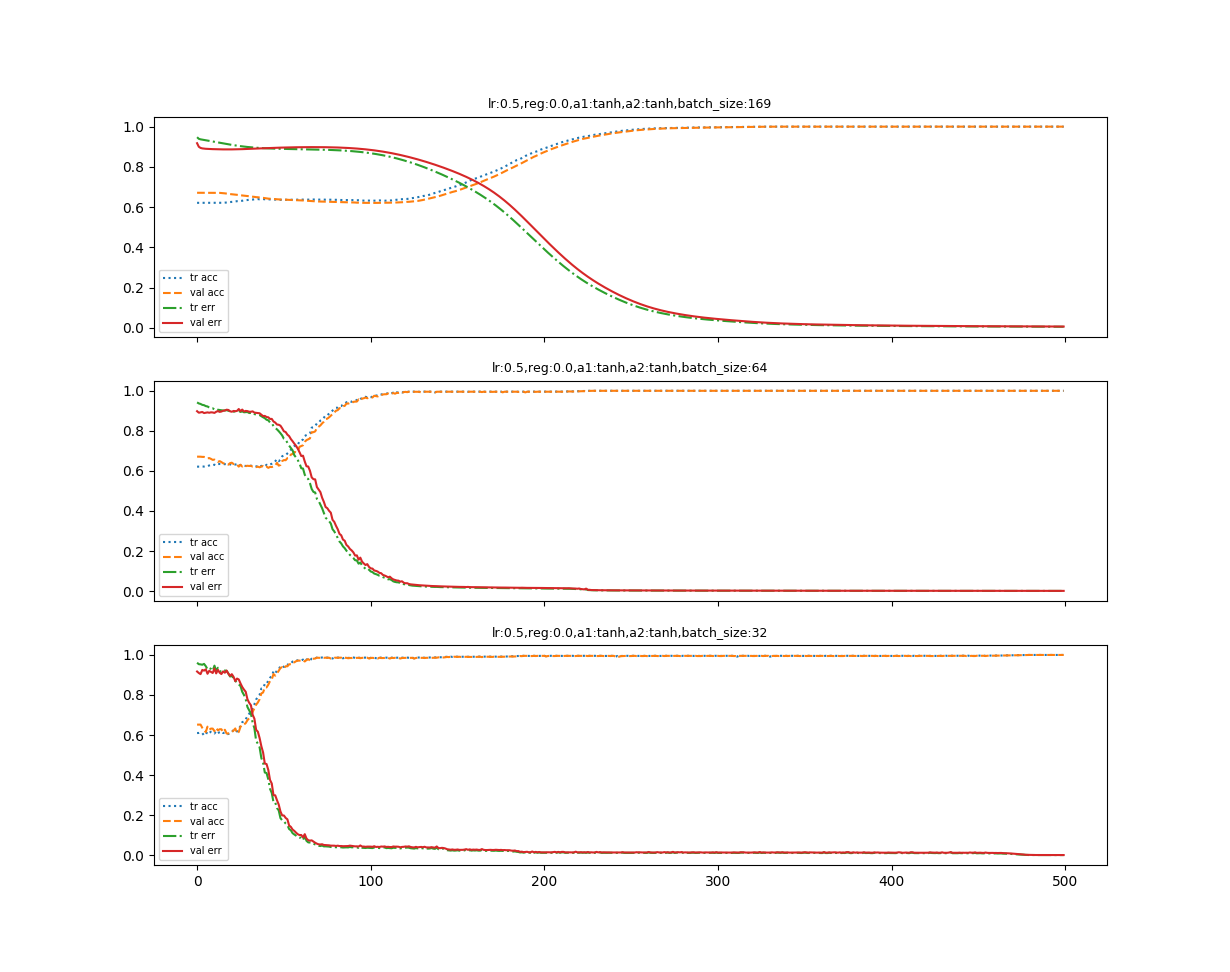 lr:0.5,reg:0.0,a1:tanh,a2:tanh,batch_size:169
1.0
0.8
0.6
0.4
0.2
0.0
tr acc
val acc
tr err
val err
lr:0.5,reg:0.0,a1:tanh,a2:tanh,batch_size:64
1.0
0.8
0.6
0.4
0.2
0.0
tr acc
val acc
tr err
val err
lr:0.5,reg:0.0,a1:tanh,a2:tanh,batch_size:32
1.0
0.8
0.6
0.4
0.2
0.0
tr acc
val acc
tr err
val err
0 100 200 300 400 500